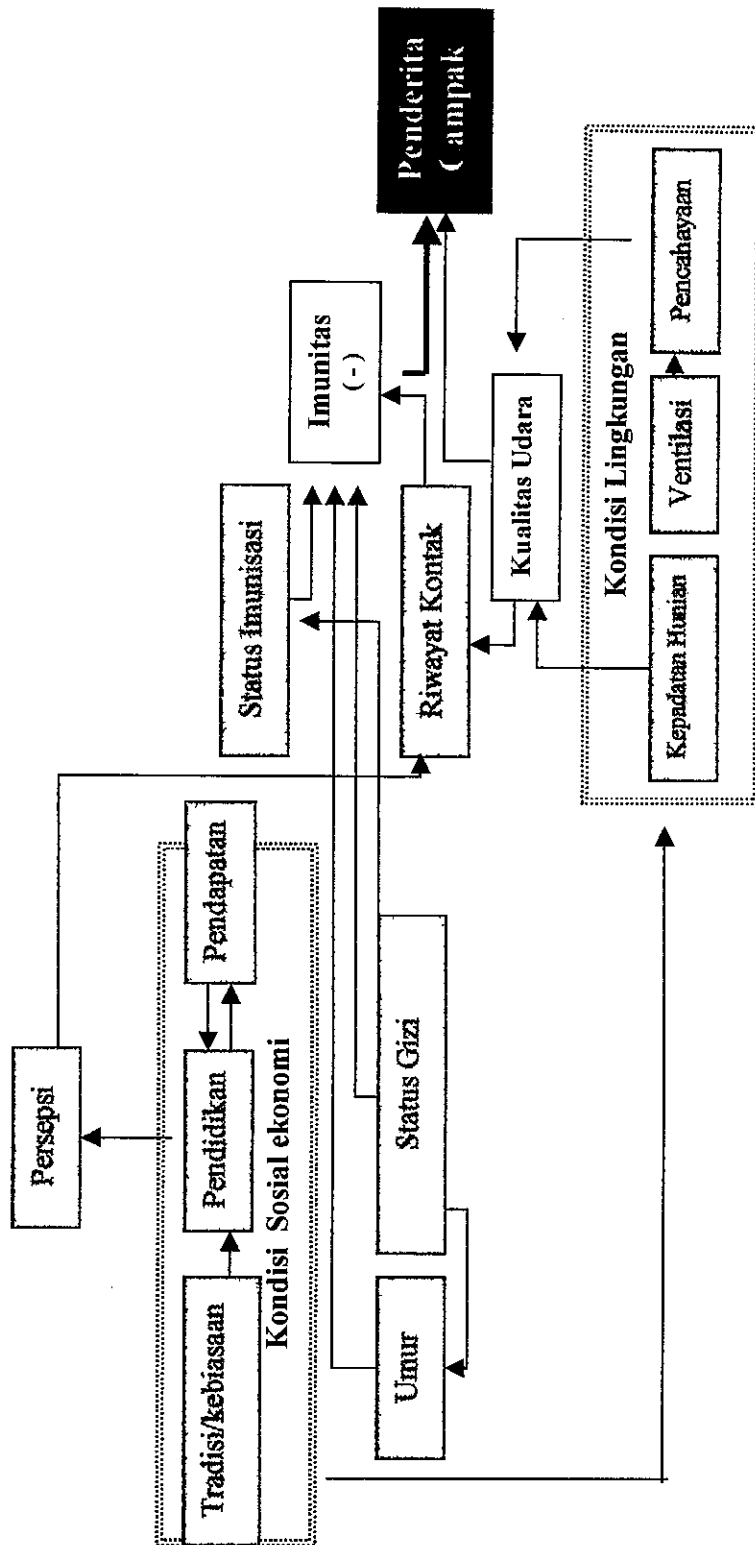 Persepsi
Tradisi/kebiasaan
Pendidikan
Pendapatan
Kondisi Sosial ekonomi
Status Imunisasi
Imunitas
(-)
Penderita
Campak
Umur
Status Gizi
Riwayat Kontak
Kualitas Udara
Kondisi Lingkungan
Kepadatan Hunian
Ventilasi
Pencahayaan